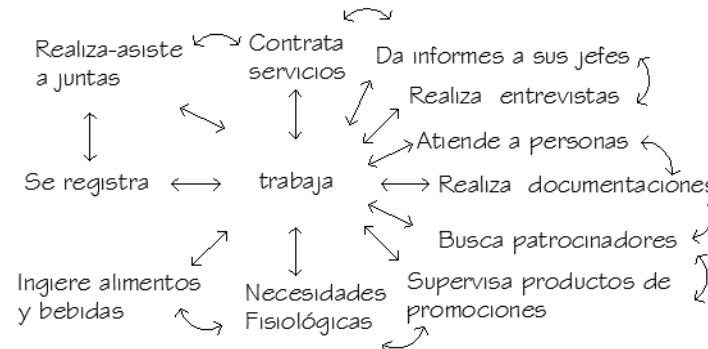 Realiza-asiste
a juntas
Contrata
servicios
Da informes a sus jefes
Realiza entrevistas
Atiende a personas
Se registra
trabaja
Realiza documentaciones
Busca patrocinadores
Ingiere alimentos
y bebidas
Necesidades
Fisiológicas
Supervisa productos de
promociones